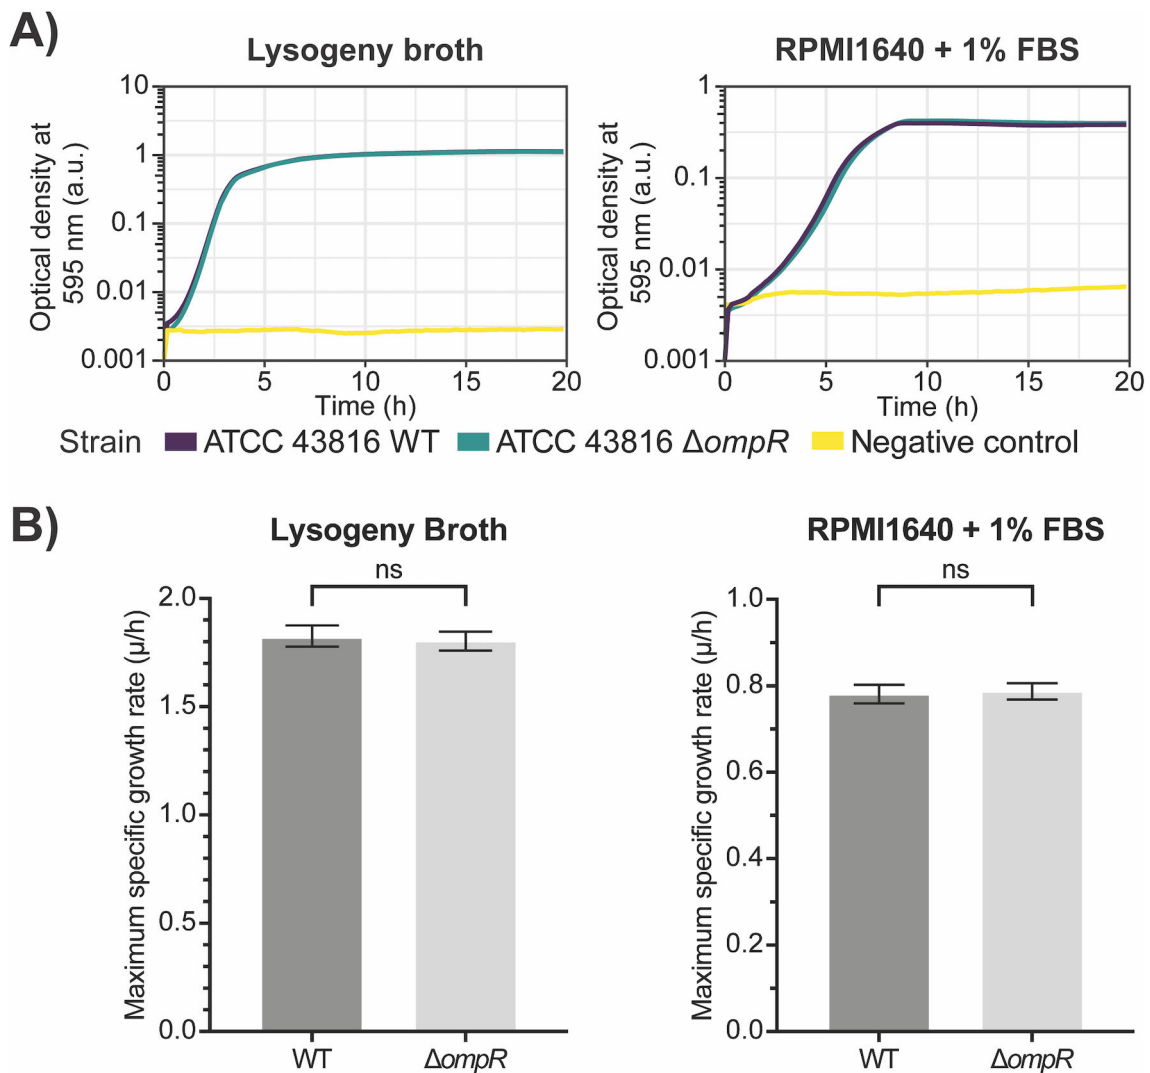 A)
Lysogeny broth
RPMI1640 + 1% FBS
Optical density at
595 nm (a.u.)
10
1
0.1
0.01
0.001
0 5 10 15 20
Time (h)
Optical density at
595 nm (a.u.)
1
0.1
0.01
0.001
0 5 10 15 20
Time (h)
Strain ATCC 43816 WT ATCC 43816 ΔompR Negative control
B)
Lysogeny Broth
RPMI1640 + 1% FBS
ns
Maximum specific growth rate (µ/h)
2.0
1.5
1.0
0.5
0.0
WT ΔompR
ns
Maximum specific growth rate (µ/h)
1.0
0.8
0.6
0.4
0.2
0.0
WT ΔompR